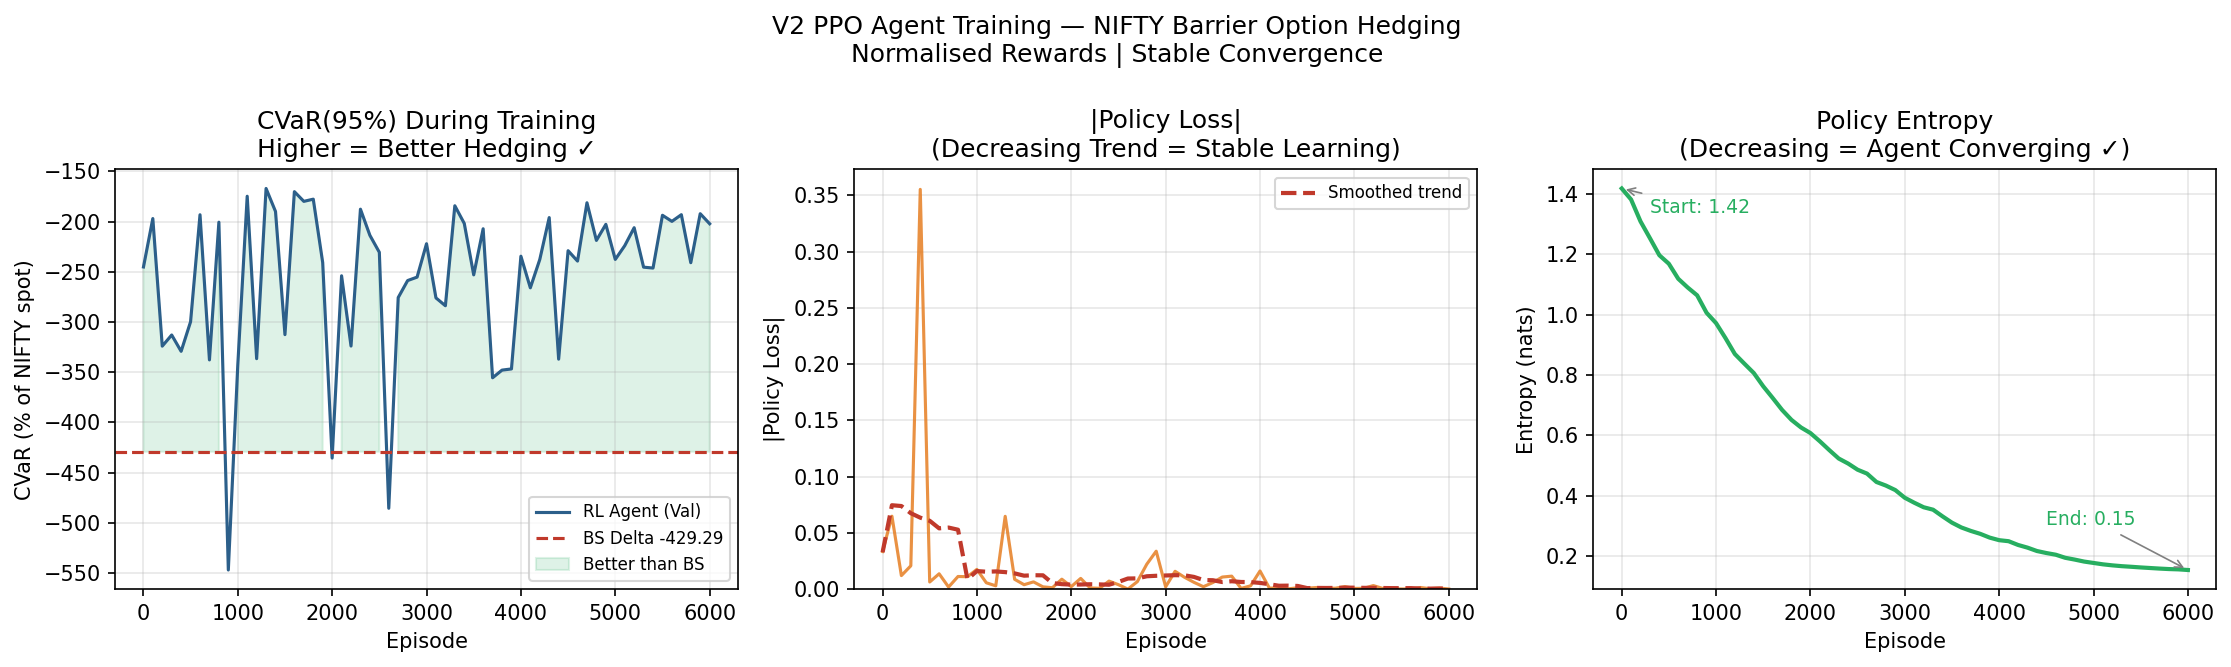 V2 PPO Agent Training — NIFTY Barrier Option Hedging
Normalised Rewards | Stable Convergence
CVaR(95%) During Training
Higher = Better Hedging ✓
CVaR (% of NIFTY spot)
−150
−200
−250
−300
−350
−400
−450
−500
−550
RL Agent (Val)
BS Delta -429.29
Better than BS
0
1000
2000
3000
4000
5000
6000
Episode
|Policy Loss|
(Decreasing Trend = Stable Learning)
|Policy Loss|
0.35
0.30
0.25
0.20
0.15
0.10
0.05
0.00
Smoothed trend
0
1000
2000
3000
4000
5000
6000
Episode
Policy Entropy
(Decreasing = Agent Converging ✓)
Entropy (nats)
1.4
1.2
1.0
0.8
0.6
0.4
0.2
Start: 1.42
End: 0.15
0
1000
2000
3000
4000
5000
6000
Episode